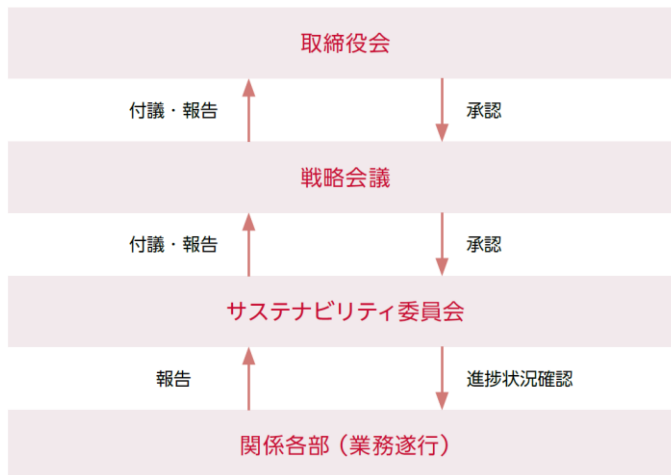 取締役会
付議・報告
承認
戦略会議
付議・報告
承認
サステナビリティ委員会
報告
進捗状況確認
関係各部（業務遂行）